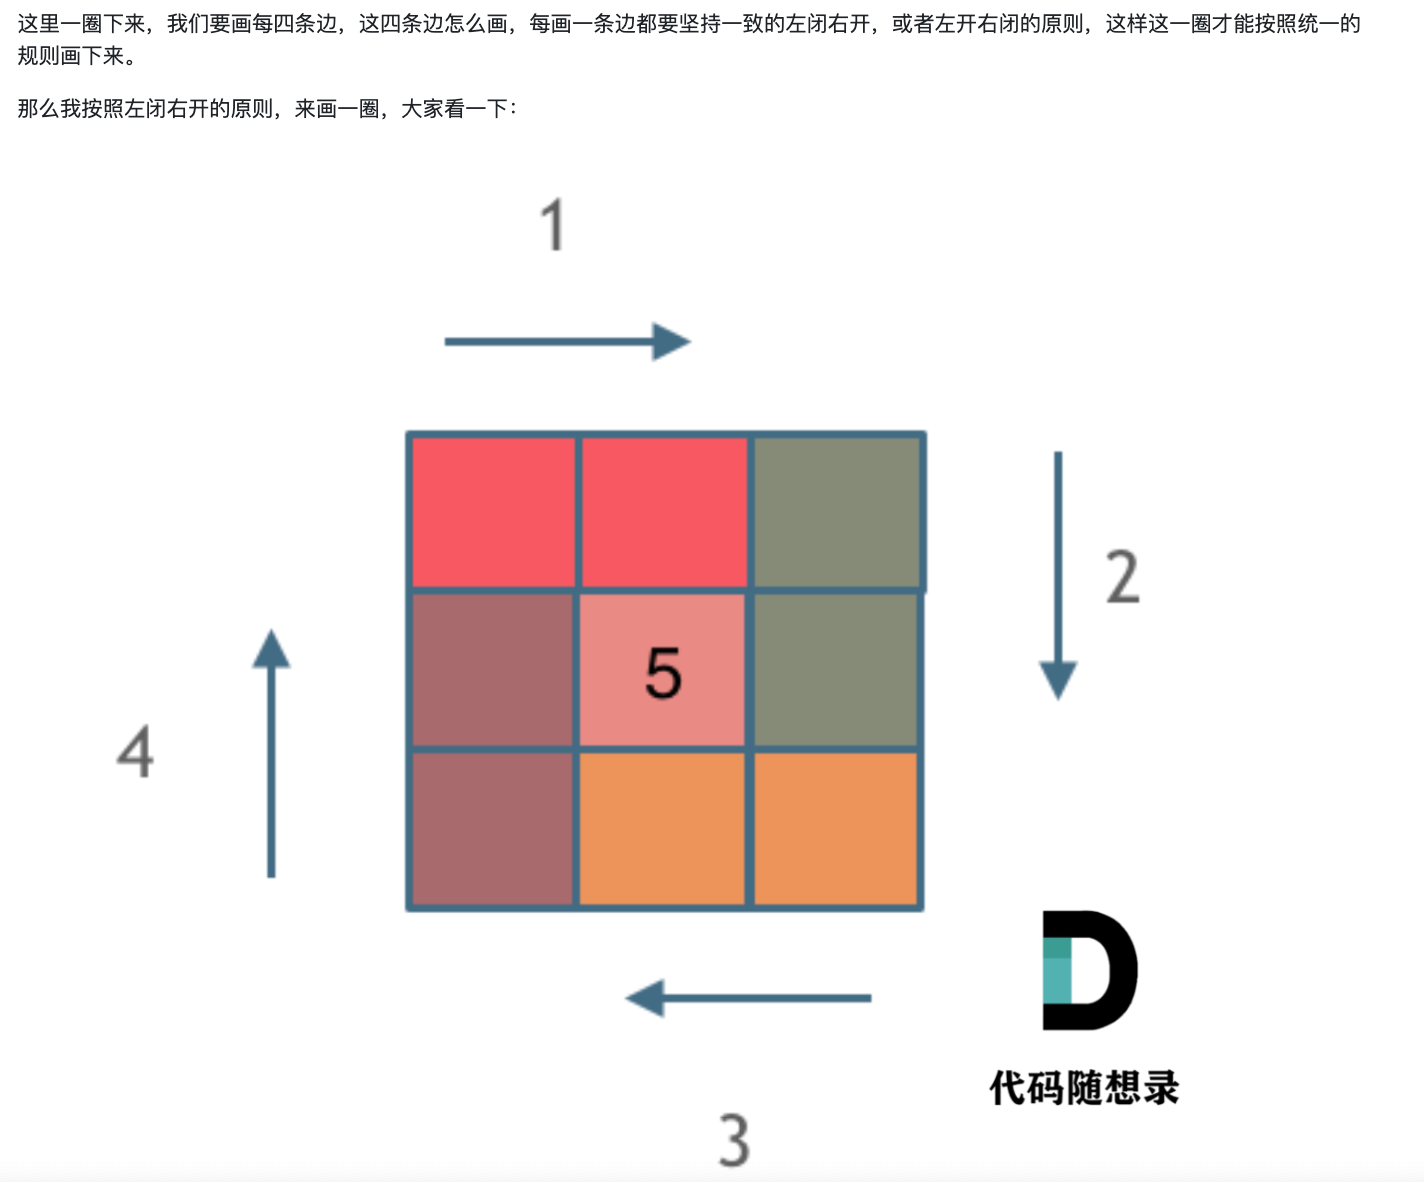 这里一圈下来，我们要画每四条边，这四条边怎么画，每画一条边都要坚持一致的左闭右开，或者左开右闭的原则，这样这一圈才能按照统一的
规则画下来。
那么我按照左闭右开的原则，来画一圈，大家看一下：
1
2
5
4
代码随想录
3